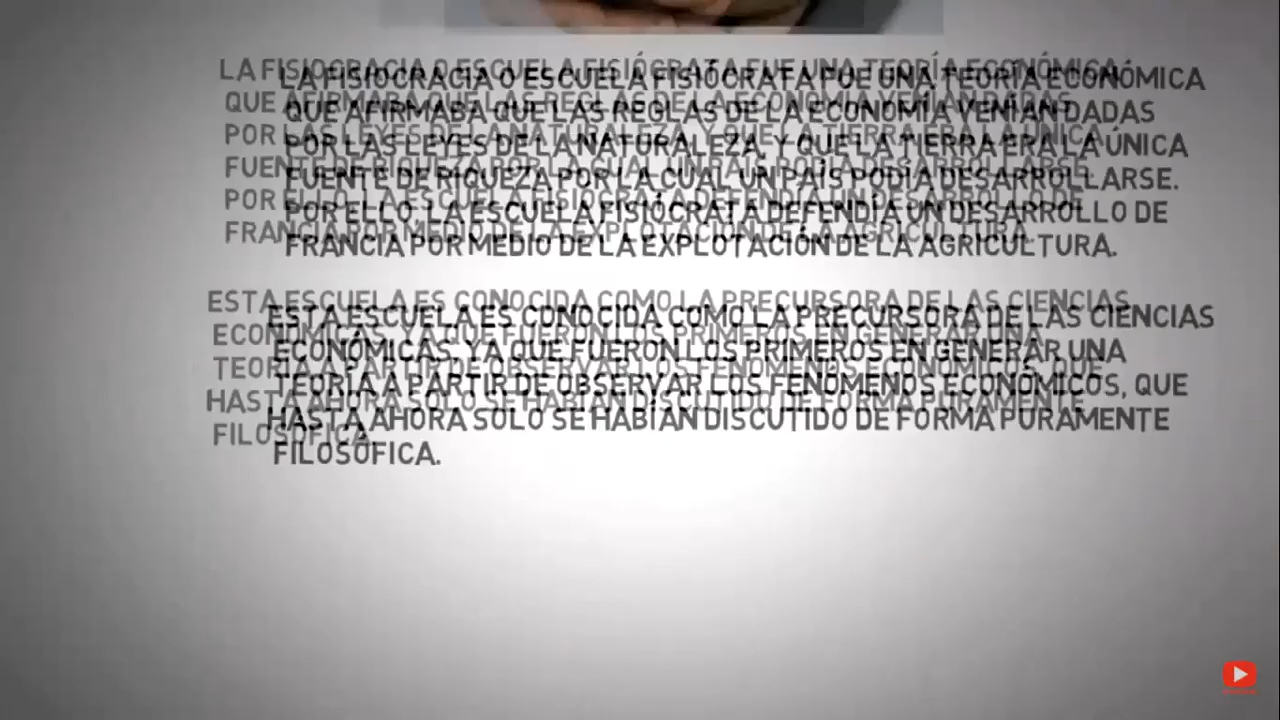 LA FISIOCRACIA O ESCUELA FISIÓCRATA FUE UNA TEORÍA ECONÓMICA
QUE AFIRMABA QUE LAS REGLAS DE LA ECONOMÍA VENÍAN DADAS
POR LAS LEYES DE LA NATURALEZA, Y QUE LA TIERRA ERA LA ÚNICA
FUENTE DE RIQUEZA POR LA CUAL UN PAÍS PODÍA DESARROLLARSE.
POR ELLO, LA ESCUELA FISIÓCRATA DEFENDÍA UN DESARROLLO DE
FRANCIA POR MEDIO DE LA EXPLOTACIÓN DE LA AGRICULTURA.
ESTA ESCUELA ES CONOCIDA COMO LA PRECURSORA DE LAS CIENCIAS
ECONÓMICAS, YA QUE FUERON LOS PRIMEROS EN GENERAR UNA
TEORÍA A PARTIR DE OBSERVAR LOS FENÓMENOS ECONÓMICOS, QUE
HASTA AHORA SOLO SE HABÍAN DISCUTIDO DE FORMA PURAMENTE
FILOSÓFICA.